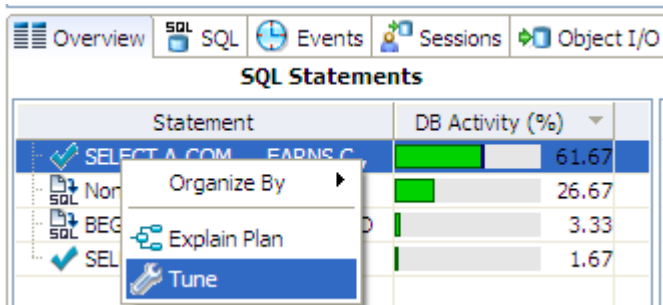 Overview SQL SQL Events Sessions Object I/O
SQL Statements
Statement DB Activity (%)
SELECT A.COM EARNS C, 61.67
Non 26.67
SQL
BEG 3.33
SQL
SEL 1.67
Organize By
Explain Plan
Tune